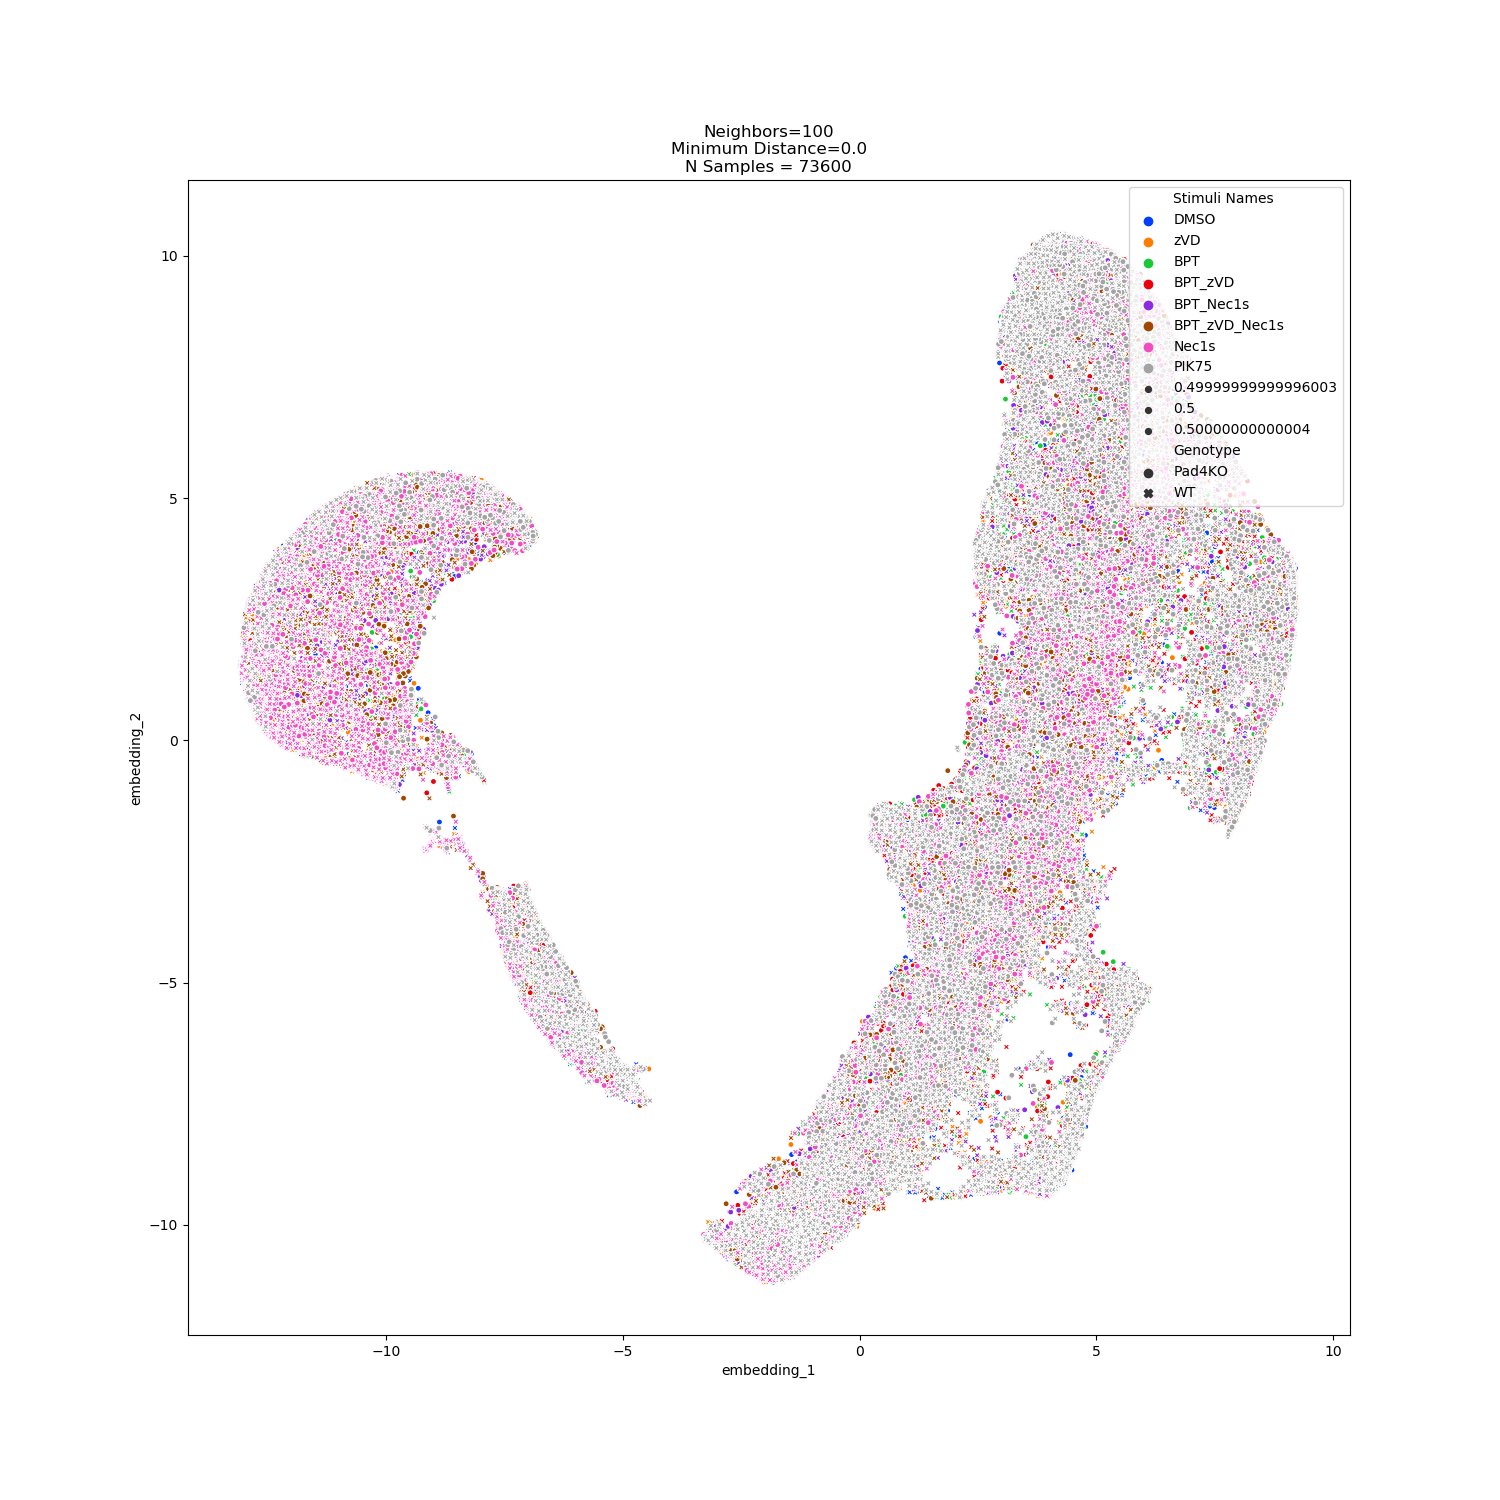 Neighbors=100
Minimum Distance=0.0
N Samples = 73600
Stimuli Names
DMSO
zVD
BPT
BPT_zVD
BPT_Nec1s
BPT_zVD_Nec1s
Nec1s
PIK75
0.49999999999996003
0.5
0.50000000000004
Genotype
Pad4KO
WT
10
5
0
−5
−10
embedding_2
−10
−5
0
5
10
embedding_1